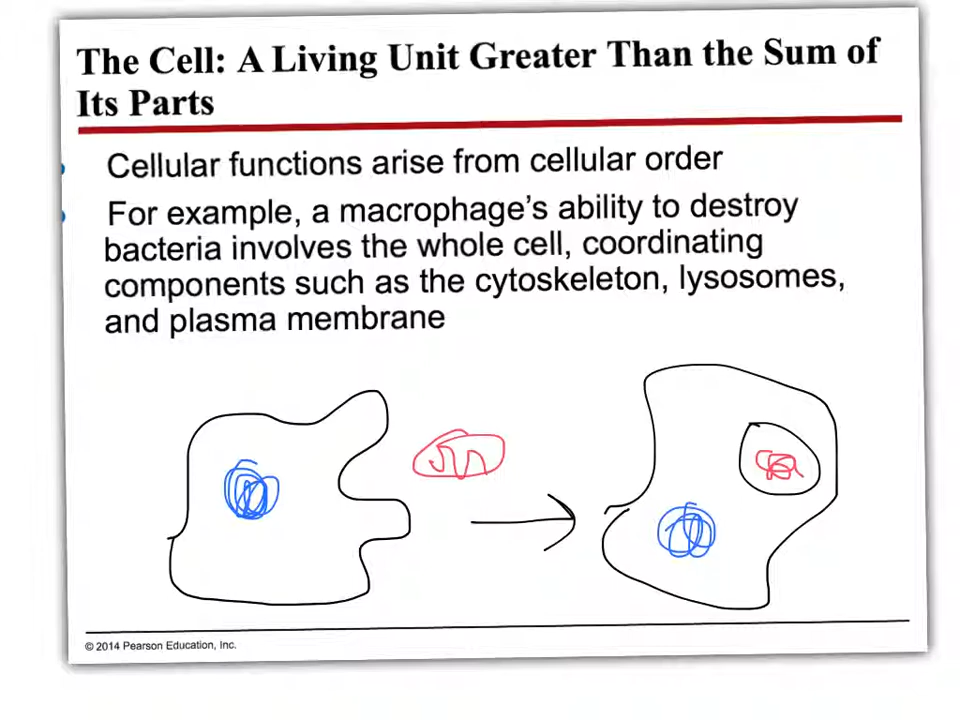 The Cell: A Living Unit Greater Than the Sum of
Its Parts
Cellular functions arise from cellular order
For example, a macrophage's ability to destroy
bacteria involves the whole cell, coordinating
components such as the cytoskeleton, lysosomes,
and plasma membrane
© 2014 Pearson Education, Inc.